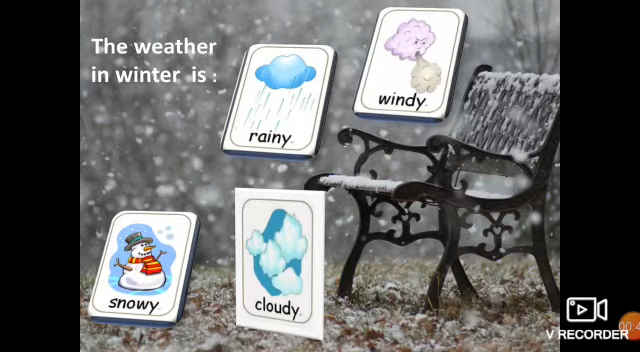 The weather
in winter is :
windy.
rainy.
snowy.
cloudy.
V RECORDER